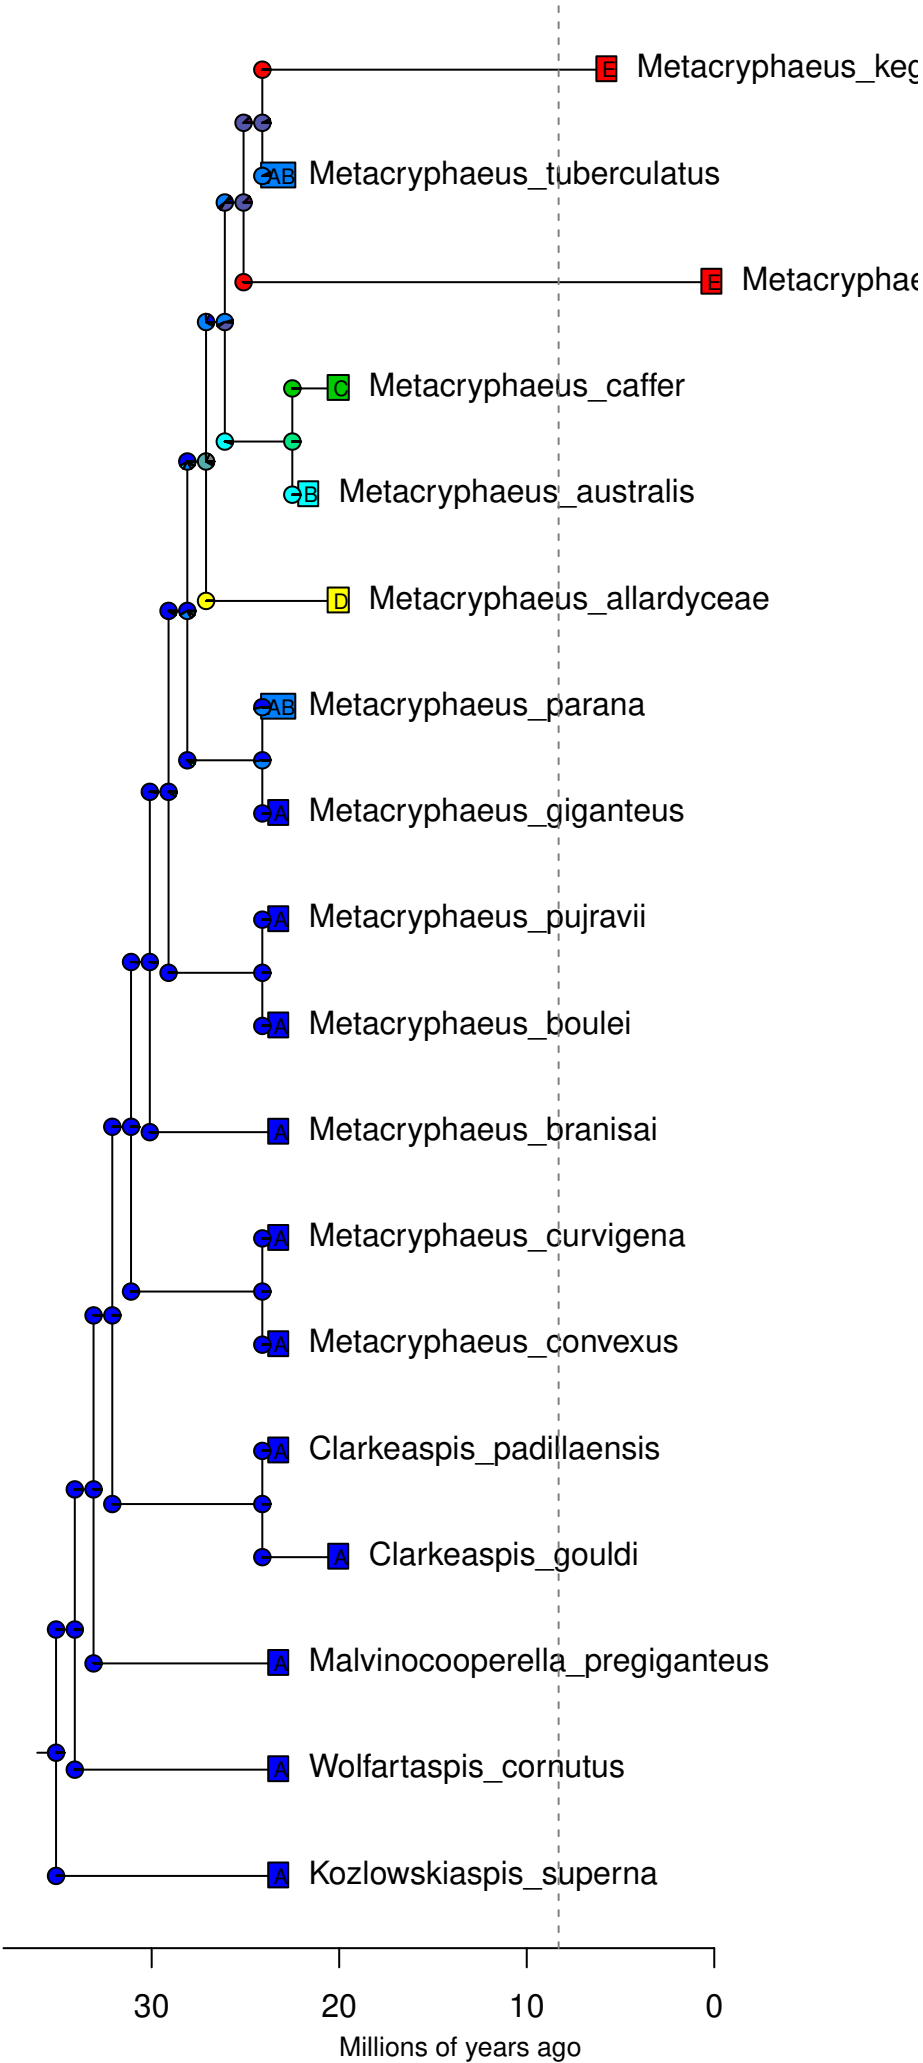 E Metacryphaeus_keg
AB Metacryphaeus_tuberculatus
E Metacryphae
C Metacryphaeus_caffer
B Metacryphaeus_australis
D Metacryphaeus_allardyceae
AB Metacryphaeus_parana
A Metacryphaeus_giganteus
A Metacryphaeus_pujravii
A Metacryphaeus_boulei
A Metacryphaeus_branisai
A Metacryphaeus_curvigena
A Metacryphaeus_convexus
A Clarkeaspis_padillaensis
A Clarkeaspis_gouldi
A Malvinocooperella_pregiganteus
A Wolfartaspis_cornutus
A Kozlowskiaspis_superna
30 20 10 0
Millions of years ago